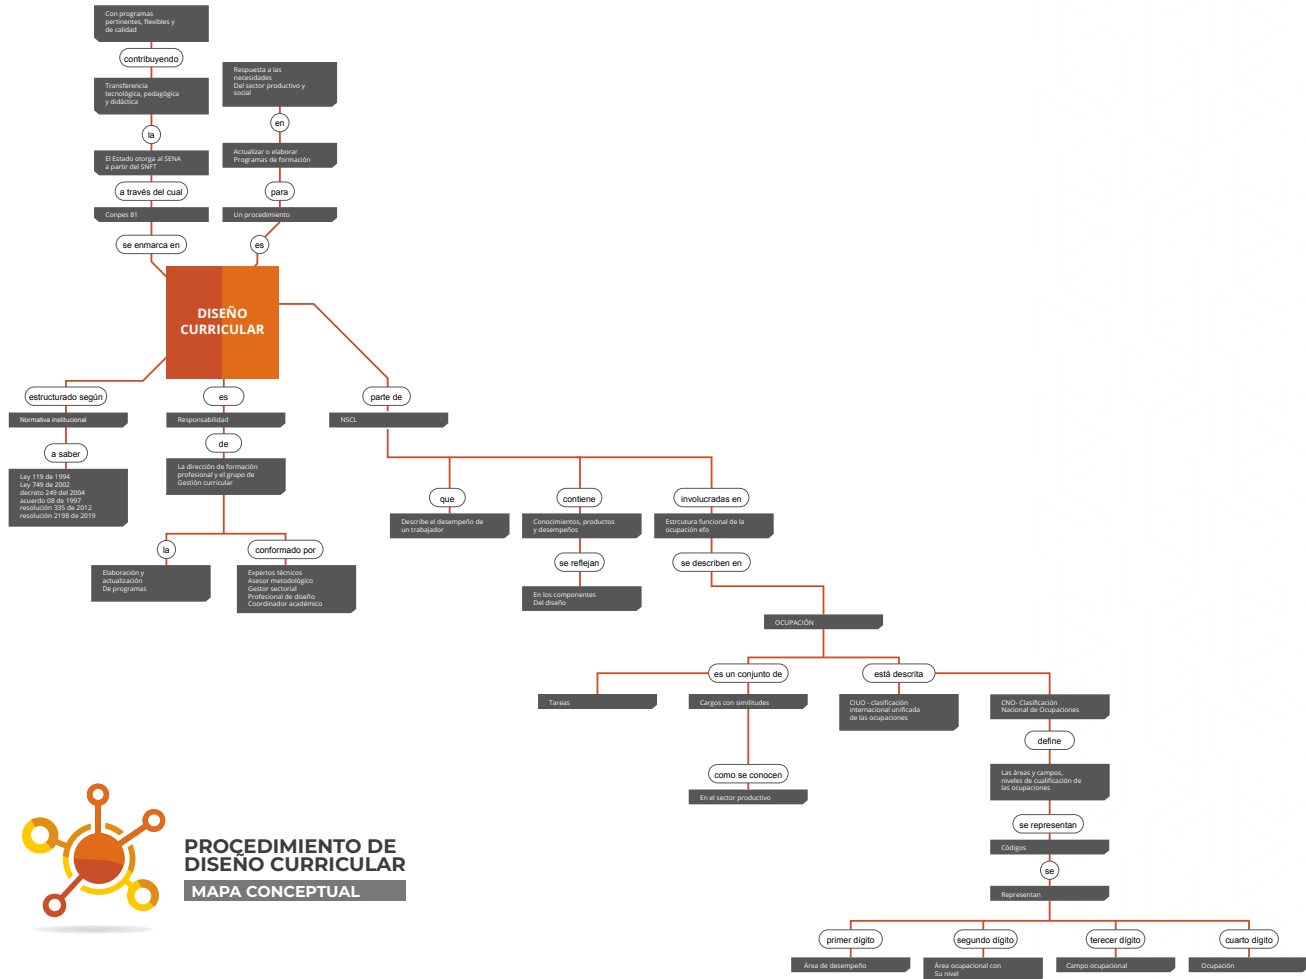 Con programas
pertinentes, flexibles y
de calidad
contribuyendo
Transferencia
tecnológica, pedagógica
y didáctica
la
El Estado otorga al SENA
a partir del SNFT
a través del cual
Conpes 81
se enmarca en
Respuesta a las
necesidades
Del sector productivo y
social
en
Actualizar o elaborar
Programas de formación
para
Un procedimiento
es
DISEÑO
CURRICULAR
estructurado según
Normativa institucional
a saber
Ley 119 de 1994
Ley 749 de 2002
decreto 249 del 2004
acuerdo 08 de 1997
resolución 335 de 2012
resolución 2198 de 2019
es
Responsabilidad
de
La dirección de formación
profesional y el grupo de
Gestión curricular
la
Elaboración y
actualización
De programas
conformado por
Expertos técnicos
Asesor metodológico
Gestor sectorial
Profesional de diseño
Coordinador académico
parte de
NSCL
que
Describe el desempeño de
un trabajador
contiene
Conocimientos, productos
y desempeños
se reflejan
En los componentes
Del diseño
involucradas en
Estrcutura funcional de la
ocupación efo
se describen en
OCUPACIÓN
es un conjunto de
Tareas
Cargos con similitudes
como se conocen
En el sector productivo
está descrita
CIUO - clasificación
internacional unificada
de las ocupaciones
CNO- Clasificación
Nacional de Ocupaciones
define
Las áreas y campos,
niveles de cualificación de
las ocupaciones
se representan
Códigos
se
Representan
primer dígito
Área de desempeño
segundo dígito
Área ocupacional con
Su nivel
terecer dígito
Campo ocupacional
cuarto dígito
Ocupación
PROCEDIMIENTO DE
DISEÑO CURRICULAR
MAPA CONCEPTUAL